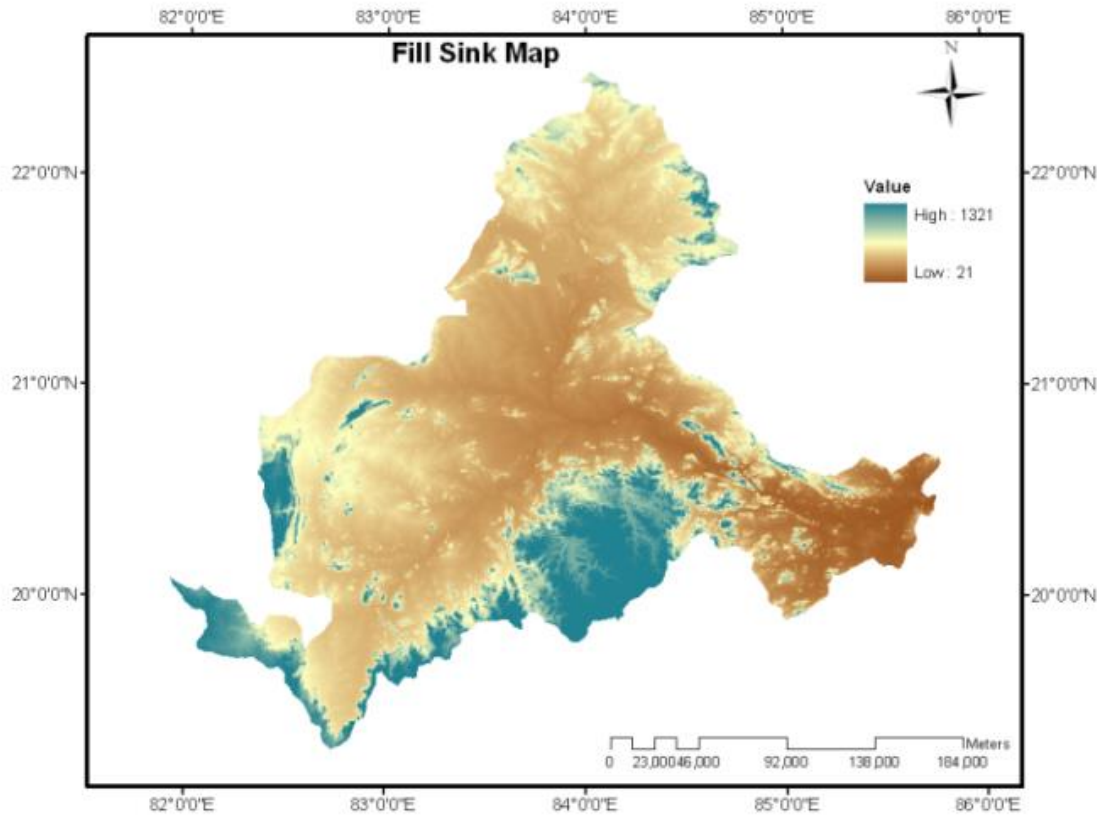 82°0'0"E 83°0'0"E 84°0'0"E 85°0'0"E 86°0'0"E
Fill Sink Map
N
22°0'0"N 22°0'0"N
Value
High : 1321
Low : 21
21°0'0"N 21°0'0"N
20°0'0"N 20°0'0"N
Meters
0 23,000 46,000 92,000 138,000 184,000
82°0'0"E 83°0'0"E 84°0'0"E 85°0'0"E 86°0'0"E